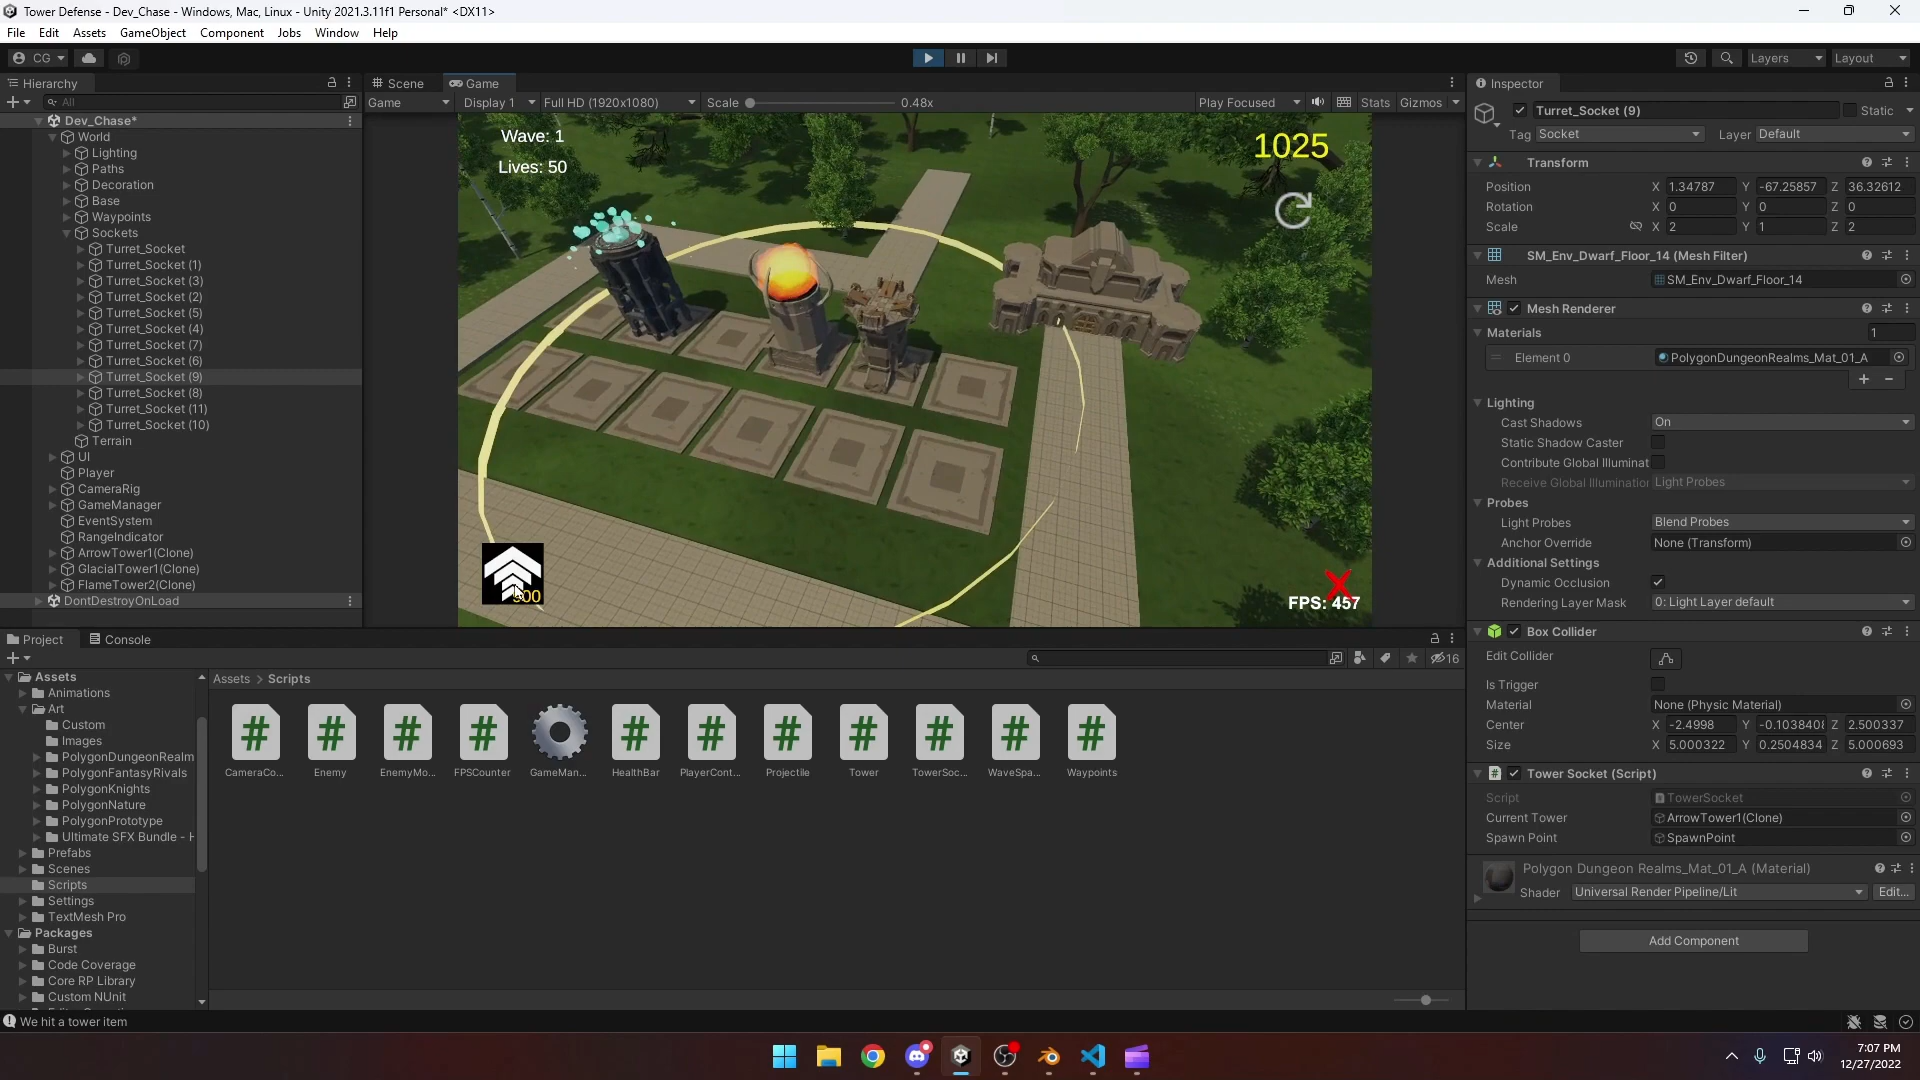 Tower Defense - Dev_Chase - Windows, Mac, Linux - Unity 2021.3.11f1 Personal* <DX11>
File Edit Assets GameObject Component Jobs Window Help
CG
Layers Layout
Hierarchy
All
Dev_Chase*
World
Lighting
Paths
Decoration
Base
Waypoints
Sockets
Turret_Socket
Turret_Socket (1)
Turret_Socket (3)
Turret_Socket (2)
Turret_Socket (5)
Turret_Socket (4)
Turret_Socket (7)
Turret_Socket (6)
Turret_Socket (9)
Turret_Socket (8)
Turret_Socket (11)
Turret_Socket (10)
Terrain
UI
Player
CameraRig
GameManager
EventSystem
RangeIndicator
ArrowTower1(Clone)
GlacialTower1(Clone)
FlameTower2(Clone)
DontDestroyOnLoad
Scene Game
Game Display 1 Full HD (1920x1080) Scale 0.48x Play Focused Stats Gizmos
Wave: 1
Lives: 50
1025
FPS: 457
Inspector
Turret_Socket (9) Static
Tag Socket Layer Default
Transform
Position X 1.34787 Y -67.25857 Z 36.32612
Rotation X 0 Y 0 Z 0
Scale X 2 Y 1 Z 2
SM_Env_Dwarf_Floor_14 (Mesh Filter)
Mesh SM_Env_Dwarf_Floor_14
Mesh Renderer
Materials 1
Element 0 PolygonDungeonRealms_Mat_01_A
Lighting
Cast Shadows On
Static Shadow Caster
Contribute Global Illuminat
Receive Global Illumination Light Probes
Probes
Light Probes Blend Probes
Anchor Override None (Transform)
Additional Settings
Dynamic Occlusion
Rendering Layer Mask 0: Light Layer default
Box Collider
Edit Collider
Is Trigger
Material None (Physic Material)
Center X -2.4998 Y -0.1038408 Z 2.500337
Size X 5.000322 Y 0.2504834 Z 5.000693
Tower Socket (Script)
Script TowerSocket
Current Tower ArrowTower1(Clone)
Spawn Point SpawnPoint
Polygon Dungeon Realms_Mat_01_A (Material)
Shader Universal Render Pipeline/Lit Edit...
Add Component
Project Console
16
Assets
Animations
Art
Custom
Images
PolygonDungeonRealm
PolygonFantasyRivals
PolygonKnights
PolygonNature
PolygonPrototype
Ultimate SFX Bundle - H
Prefabs
Scenes
Scripts
Settings
TextMesh Pro
Packages
Burst
Code Coverage
Core RP Library
Custom NUnit
Assets > Scripts
CameraCo... Enemy EnemyMo... FPSCounter GameMan... HealthBar PlayerCont... Projectile Tower TowerSoc... WaveSpa... Waypoints
We hit a tower item
7:07 PM
12/27/2022